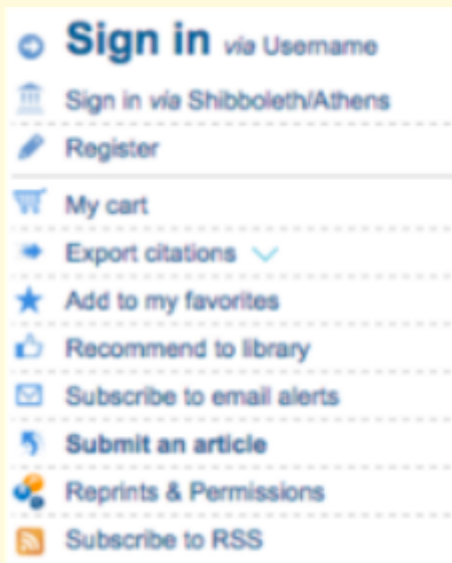 Sign in via Username
Sign in via Shibboleth/Athens
Register
My cart
Export citations
Add to my favorites
Recommend to library
Subscribe to email alerts
Submit an article
Reprints & Permissions
Subscribe to RSS